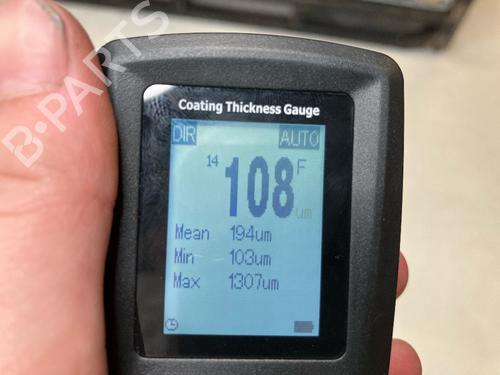 B-PARTS
Coating Thickness Gauge
DIR AUTO
14 108 F um
Mean 194um
Min 103um
Max 1307um